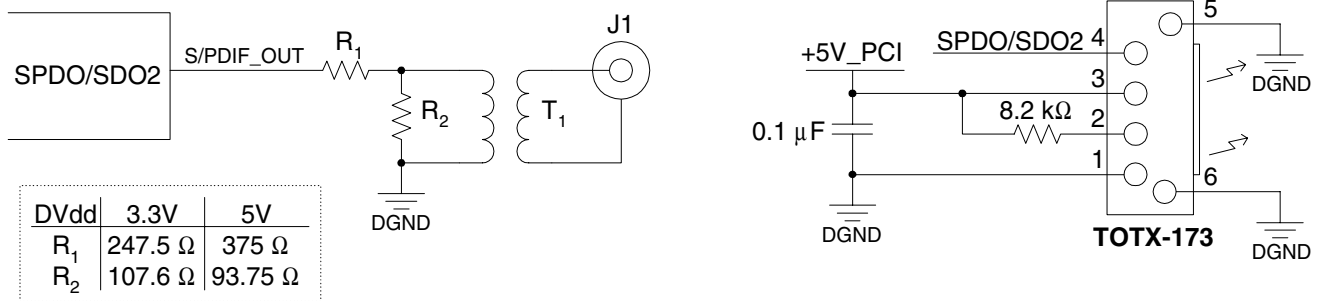 SPDO/SDO2
S/PDIF_OUT
R1
R2
T1
J1
DGND
DVdd 3.3V 5V
R1 247.5 Ω 375 Ω
R2 107.6 Ω 93.75 Ω
+5V_PCI
SPDO/SDO2
0.1 µF
8.2 kΩ
5
4
3
2
1
6
DGND
DGND
DGND
TOTX-173